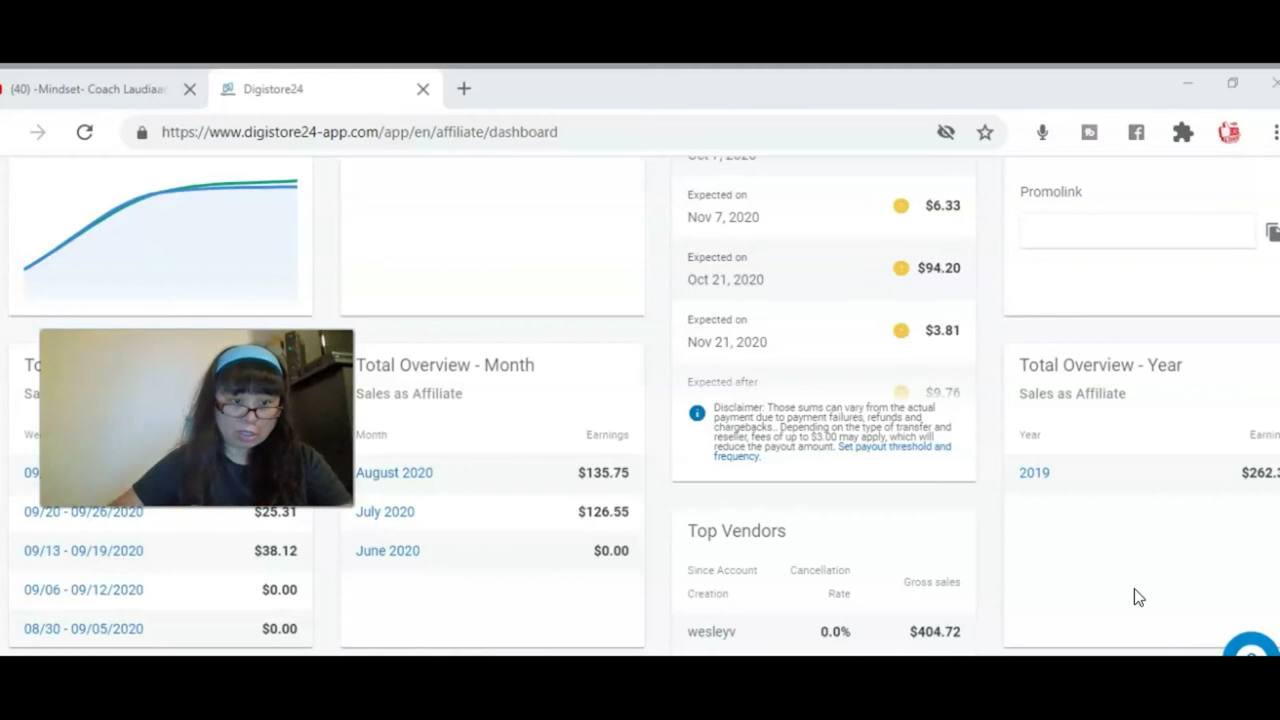 (40) -Mindset- Coach Laudiaa
Digistore24
https://www.digistore24-app.com/app/en/affiliate/dashboard
Expected on
Nov 7, 2020
$6.33
Expected on
Oct 21, 2020
$94.20
Expected on
Nov 21, 2020
$3.81
Expected after
$9.76
Disclaimer: Those sums can vary from the actual
payment due to payment failures, refunds and
chargebacks.. Depending on the type of transfer and
reseller, fees of up to $3.00 may apply, which will
reduce the payout amount. Set payout threshold and
frequency.
Promolink
09/20 - 09/26/2020 $25.31
09/13 - 09/19/2020 $38.12
09/06 - 09/12/2020 $0.00
08/30 - 09/05/2020 $0.00
Total Overview - Month
Sales as Affiliate
Month Earnings
August 2020 $135.75
July 2020 $126.55
June 2020 $0.00
Top Vendors
Since Account
Creation
Cancellation
Rate
Gross sales
wesleyv 0.0% $404.72
Total Overview - Year
Sales as Affiliate
Year Earnin
2019 $262.3